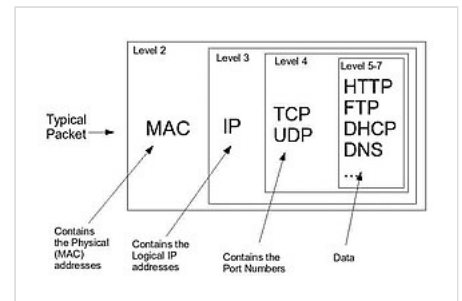 Level 2
Level 3
Level 4
Level 5-7
Typical
Packet
MAC
IP
TCP
UDP
HTTP
FTP
DHCP
DNS
...
Contains
the Physical
(MAC)
addresses
Contains the
Logical IP
addresses
Contains the
Port Numbers
Data